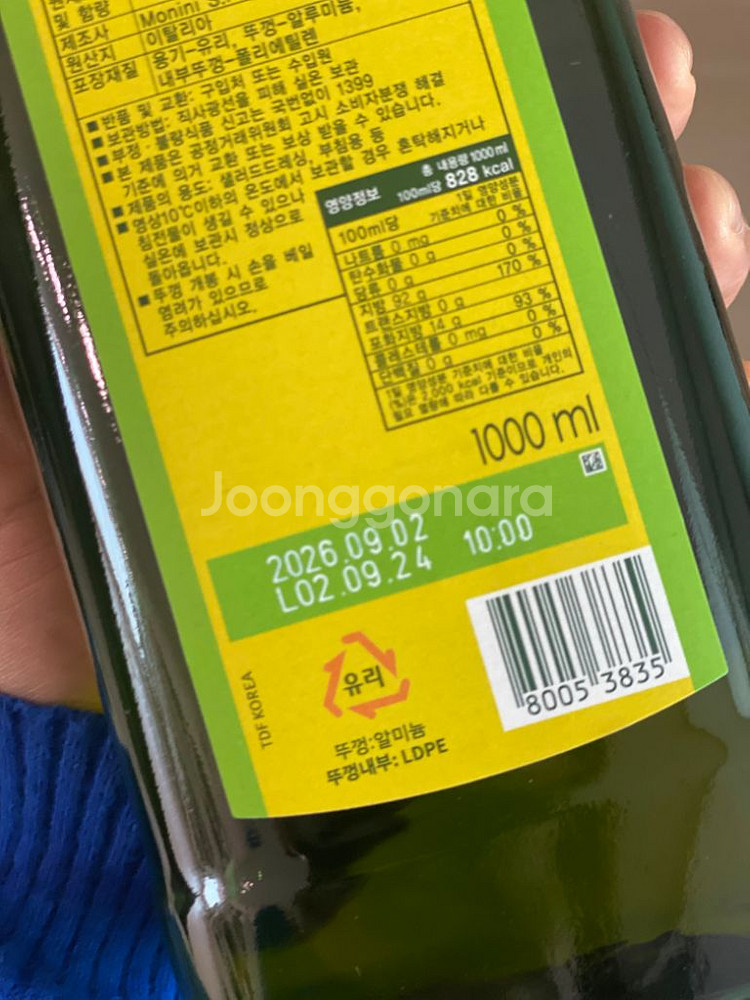 및 함량
Monini S.
제조사
이탈리아
원산지
용기-유리, 뚜껑-알루미늄,
포장재질
내부뚜껑-폴리에틸렌
■ 반품 및 교환: 구입처 또는 수입원
■ 보관방법: 직사광선을 피해 실온 보관
■ 부정·불량식품 신고는 국번없이 1399
■ 본 제품은 공정거래위원회 고시 소비자분쟁 해결
기준에 의거 교환 또는 보상 받을 수 있습니다.
■ 제품의 용도: 샐러드드레싱, 부침용 등
■ 영상10℃이하의 온도에서 보관할 경우 혼탁해지거나
침전물이 생길 수 있으나
실온에 보관시 정상으로
돌아옵니다.
■ 뚜껑 개봉 시 손을 베일
염려가 있으므로
주의하십시오.
영양정보
총 내용량 1000 ml
100ml당 828 kcal
100ml당
1일 영양성분
기준치에 대한 비율
나트륨 0 mg 0 %
탄수화물 0 g 0 %
당류 0 g 0 %
지방 92 g 170 %
트랜스지방 0 g
포화지방 14 g 93 %
콜레스테롤 0 mg 0 %
단백질 0 g 0 %
1일 영양성분 기준치에 대한 비율
(%)은 2,000 kcal 기준이므로 개인의
필요 열량에 따라 다를 수 있습니다.
1000 ml
Joonggonara
2026.09.02 10:00
L02.09.24
TDF KOREA
유리
뚜껑:알미늄
뚜껑내부: LDPE
8005 3835